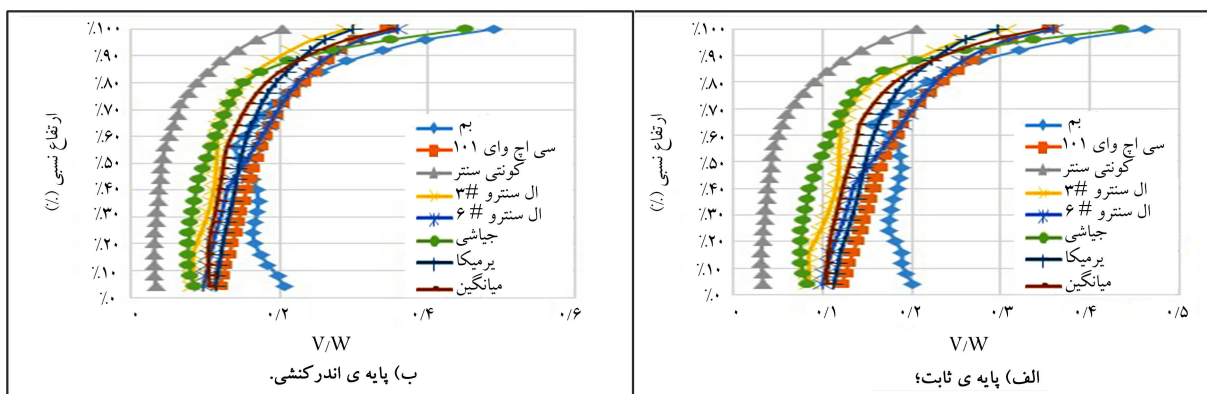 ٪۱۰۰
٪۹۰
٪۸۰
٪۷۰
٪۶۰
٪۵۰
٪۴۰
٪۳۰
٪۲۰
٪۱۰
٪۰
ارتفاع نسبی (٪)
بم
سی اچ وای ۱۰۱
کونتی سنتر
ال سنترو #۳
ال سنترو # ۶
جیاشی
یرمیکا
میانگین
۰ ۰/۱ ۰/۲ ۰/۳ ۰/۴ ۰/۵
V/W
الف) پایه ی ثابت؛
٪۱۰۰
٪۹۰
٪۸۰
٪۷۰
٪۶۰
٪۵۰
٪۴۰
٪۳۰
٪۲۰
٪۱۰
٪۰
ارتفاع نسبی (٪)
بم
سی اچ وای ۱۰۱
کونتی سنتر
ال سنترو #۳
ال سنترو # ۶
جیاشی
یرمیکا
میانگین
۰ ۰/۲ ۰/۴ ۰/۶
V/W
ب) پایه ی اندرکنشی.